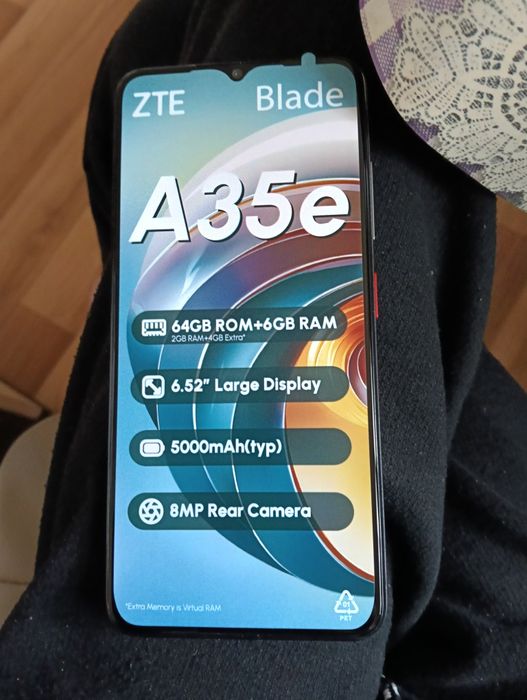 ZTE Blade
A35e
64GB ROM+6GB RAM
2GB RAM+4GB Extra*
6.52" Large Display
5000mAh(typ)
8MP Rear Camera
*Extra Memory is Virtual RAM
01
PET